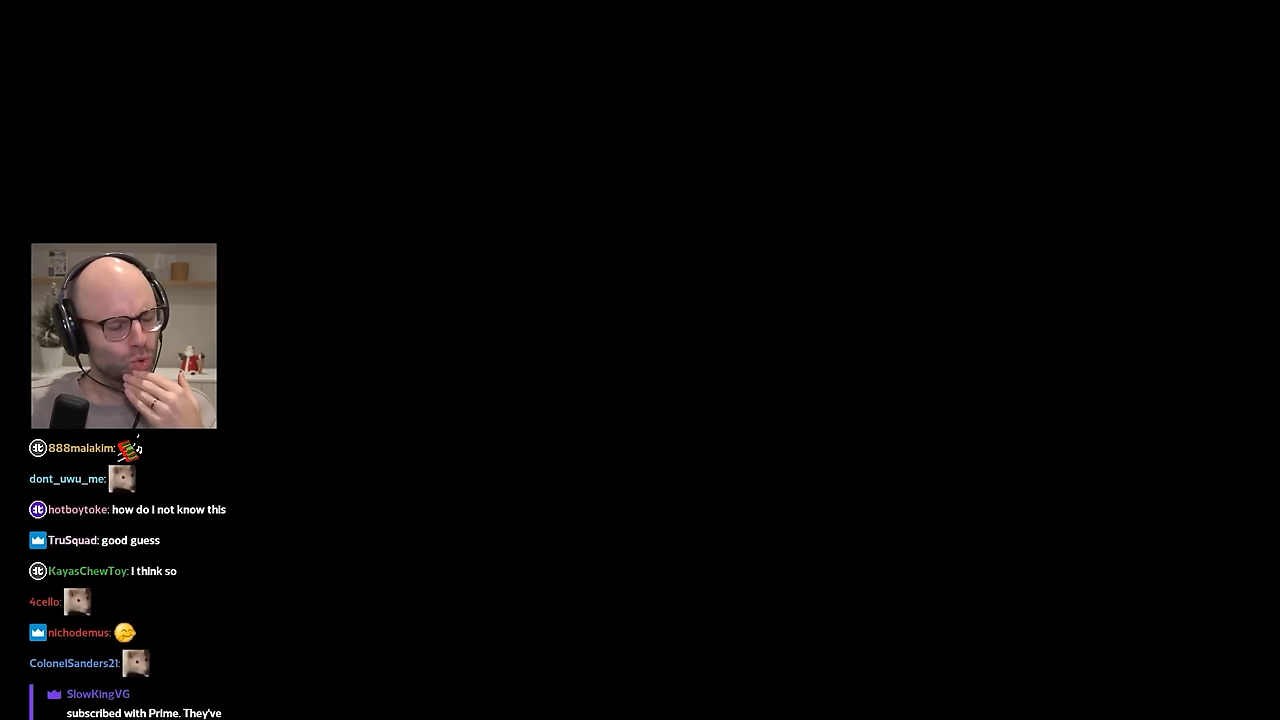 888malakim:
dont_uwu_me:
hotboytoke: how do I not know this
TruSquad: good guess
KayasChewToy: I think so
4cello:
nichodemus:
ColonelSanders21:
SlowKingVG
subscribed with Prime. They've